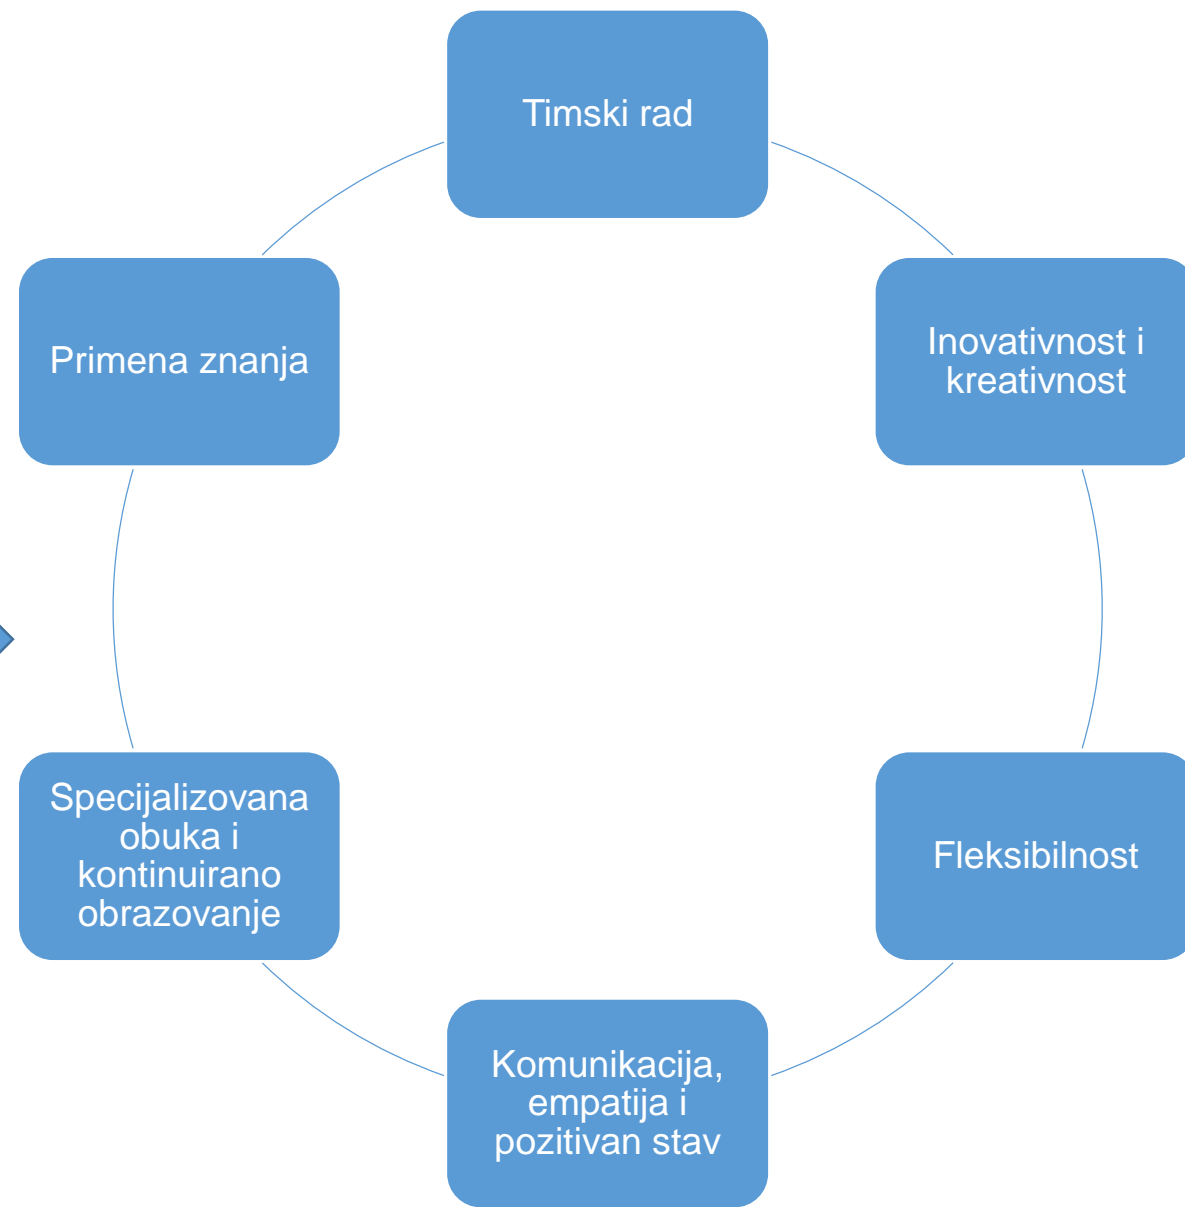 Timski rad
Inovativnost i
kreativnost
Fleksibilnost
Komunikacija,
empatija i
pozitivan stav
Specijalizovana
obuka i
kontinuirano
obrazovanje
Primena znanja